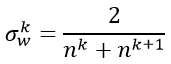 σ_w^k = 2 / (n^k + n^{k+1})